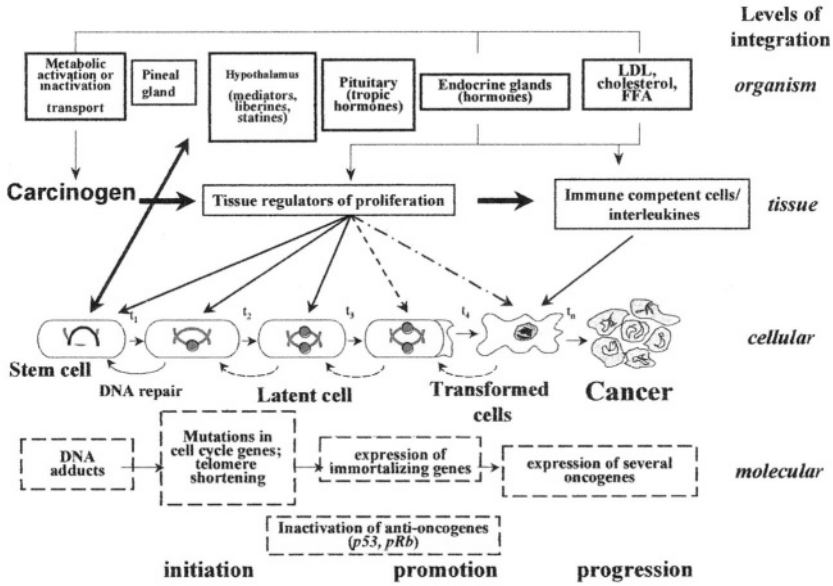 Levels of
integration
Metabolic
activation or
inactivation
transport
Pineal
gland
Hypothalamus
(mediators,
liberines,
statines)
Pituitary
(tropic
hormones)
Endocrine glands
(hormones)
LDL,
cholesterol,
FFA
organism
Carcinogen
Tissue regulators of proliferation
Immune competent cells/
interleukines
tissue
t1
t2
t3
t4
tn
Stem cell
DNA repair
Latent cell
Transformed
cells
Cancer
cellular
DNA
adducts
Mutations in
cell cycle genes;
telomere
shortening
expression of
immortalizing genes
expression of several
oncogenes
molecular
Inactivation of anti-oncogenes
(p53, pRb)
initiation
promotion
progression